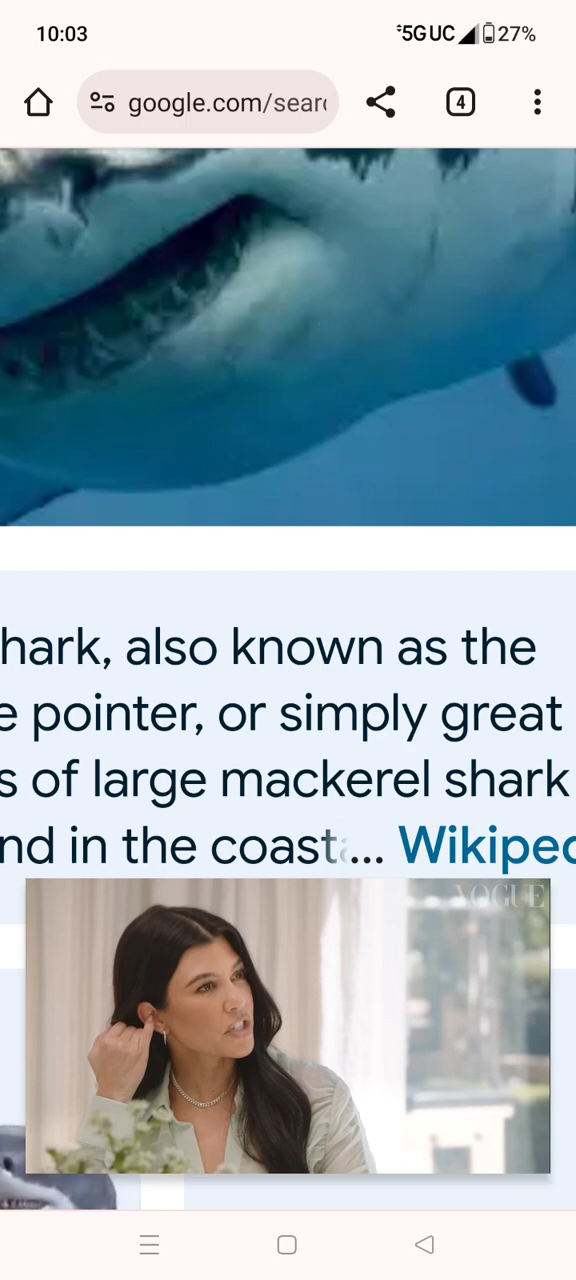 10:03 5G UC 27%
google.com/sear
4
hark, also known as the
e pointer, or simply great
s of large mackerel shark
nd in the coast... Wikiped
VOGUE